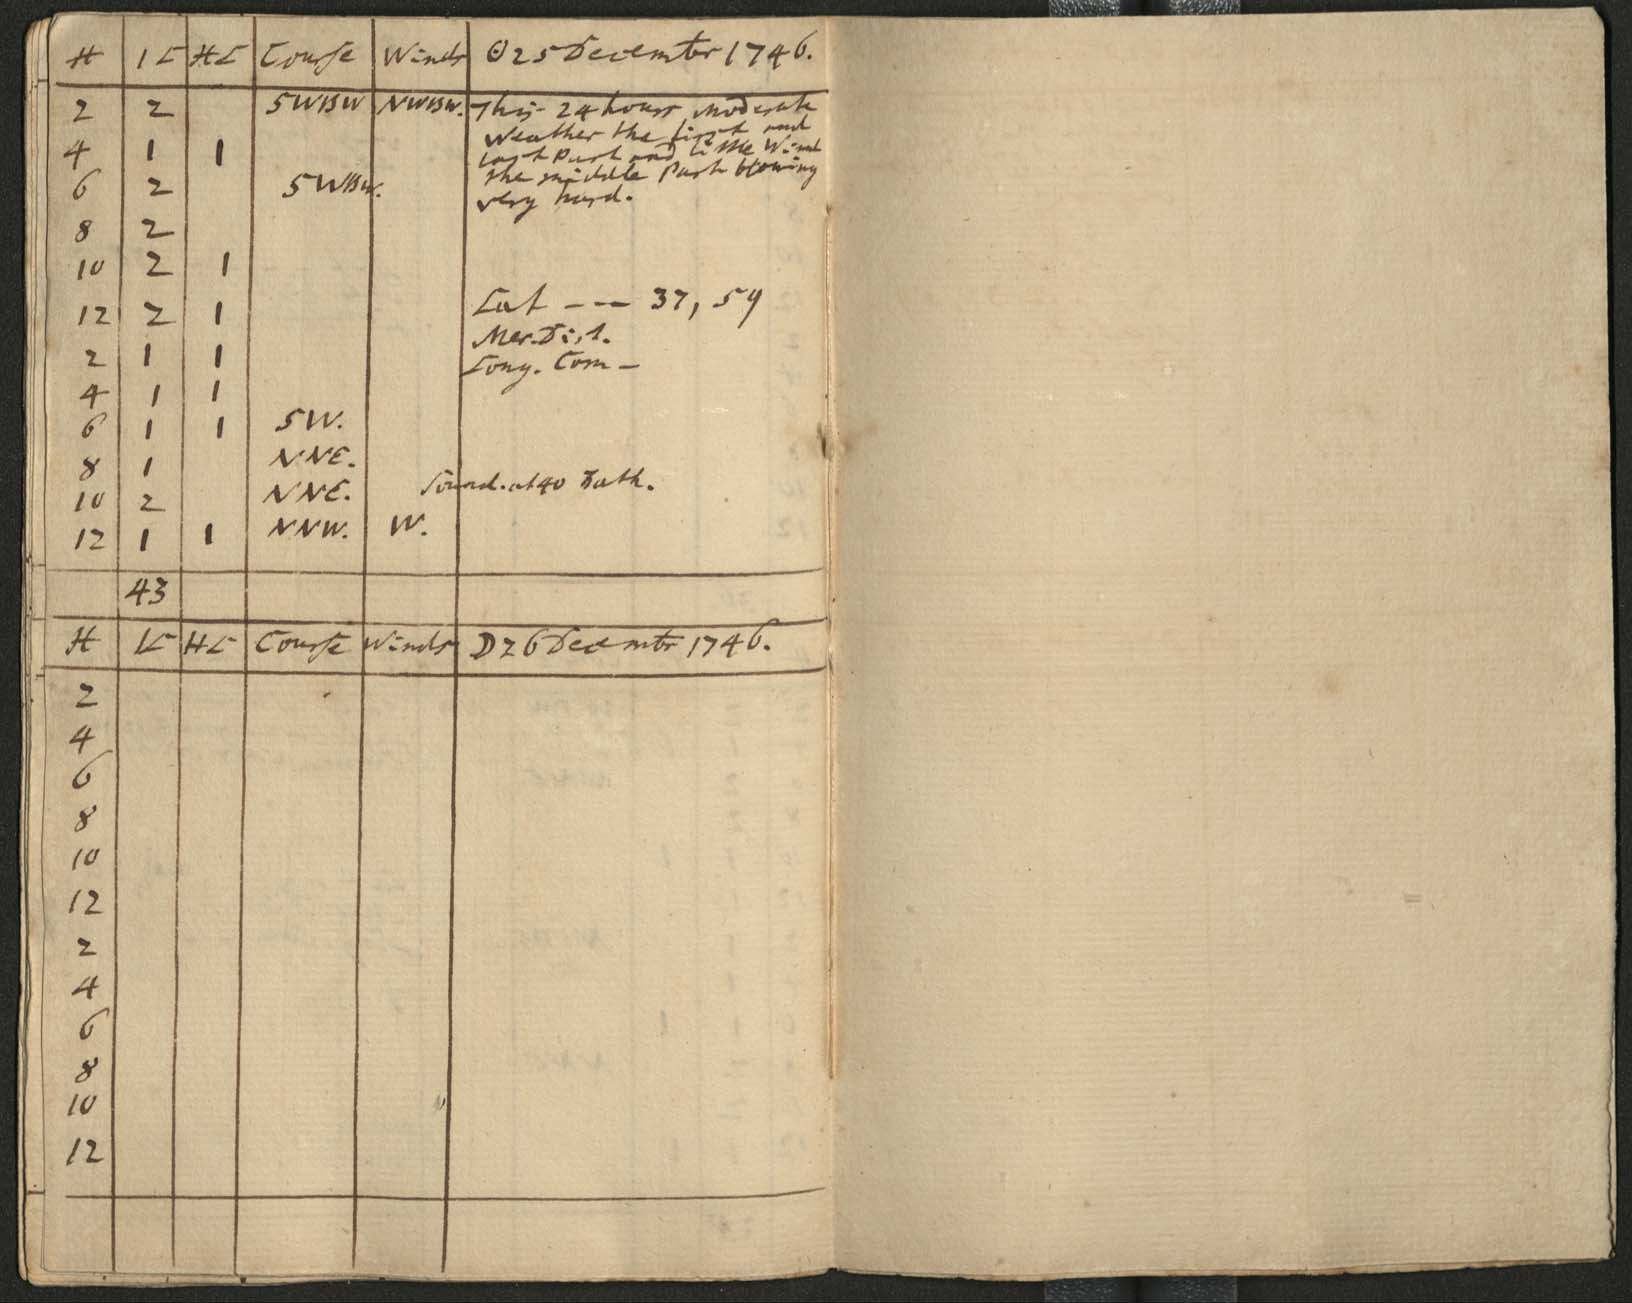 H K HK Course Winds ☉ 25 December 1746.
2 2 SWBW NWBW. This 24 hours Moderate
Weather the first and
4 1 1 last Part and little Wind
6 2 SWBW. the middle Part blowing
very hard.
8 2
10 2 1
12 2 1 Lat --- 37, 59
Mer. Dist.
2 1 1 Long. Com -
4 1 1
6 1 1 SW.
8 1 NNE.
10 2 NNE. Sound. at 40 Fath.
12 1 1 NNW. W.
43
H K HK Course Winds D 26 December 1746.
2
4
6
8
10
12
2
4
6
8
10
12